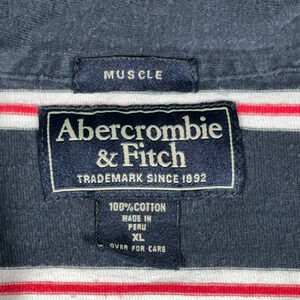 MUSCLE
Abercrombie
& Fitch
TRADEMARK SINCE 1892
100% COTTON
MADE IN
PERU
XL
OVER FOR CARE